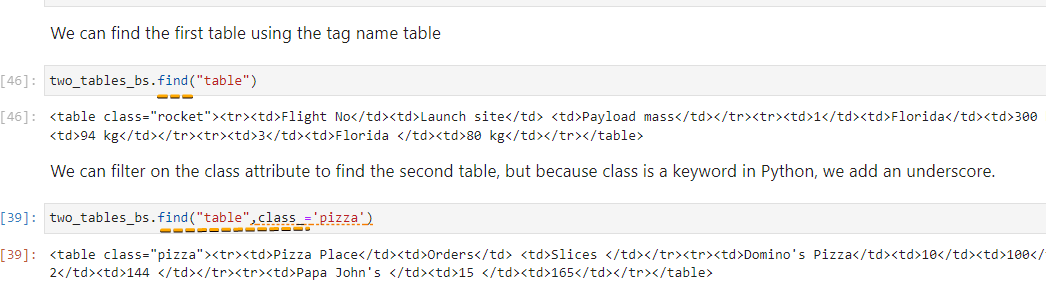 We can find the first table using the tag name table
[46]: two_tables_bs.find("table")
[46]: <table class="rocket"><tr><td>Flight No</td><td>Launch site</td> <td>Payload mass</td></tr><tr><td>1</td><td>Florida</td><td>300
<td>94 kg</td></tr><tr><td>3</td><td>Florida </td><td>80 kg</td></tr></table>
We can filter on the class attribute to find the second table, but because class is a keyword in Python, we add an underscore.
[39]: two_tables_bs.find("table",class_='pizza')
[39]: <table class="pizza"><tr><td>Pizza Place</td><td>Orders</td> <td>Slices </td></tr><tr><td>Domino's Pizza</td><td>10</td><td>100</
2</td><td>144 </td></tr><tr><td>Papa John's </td><td>15 </td><td>165</td></tr></table>